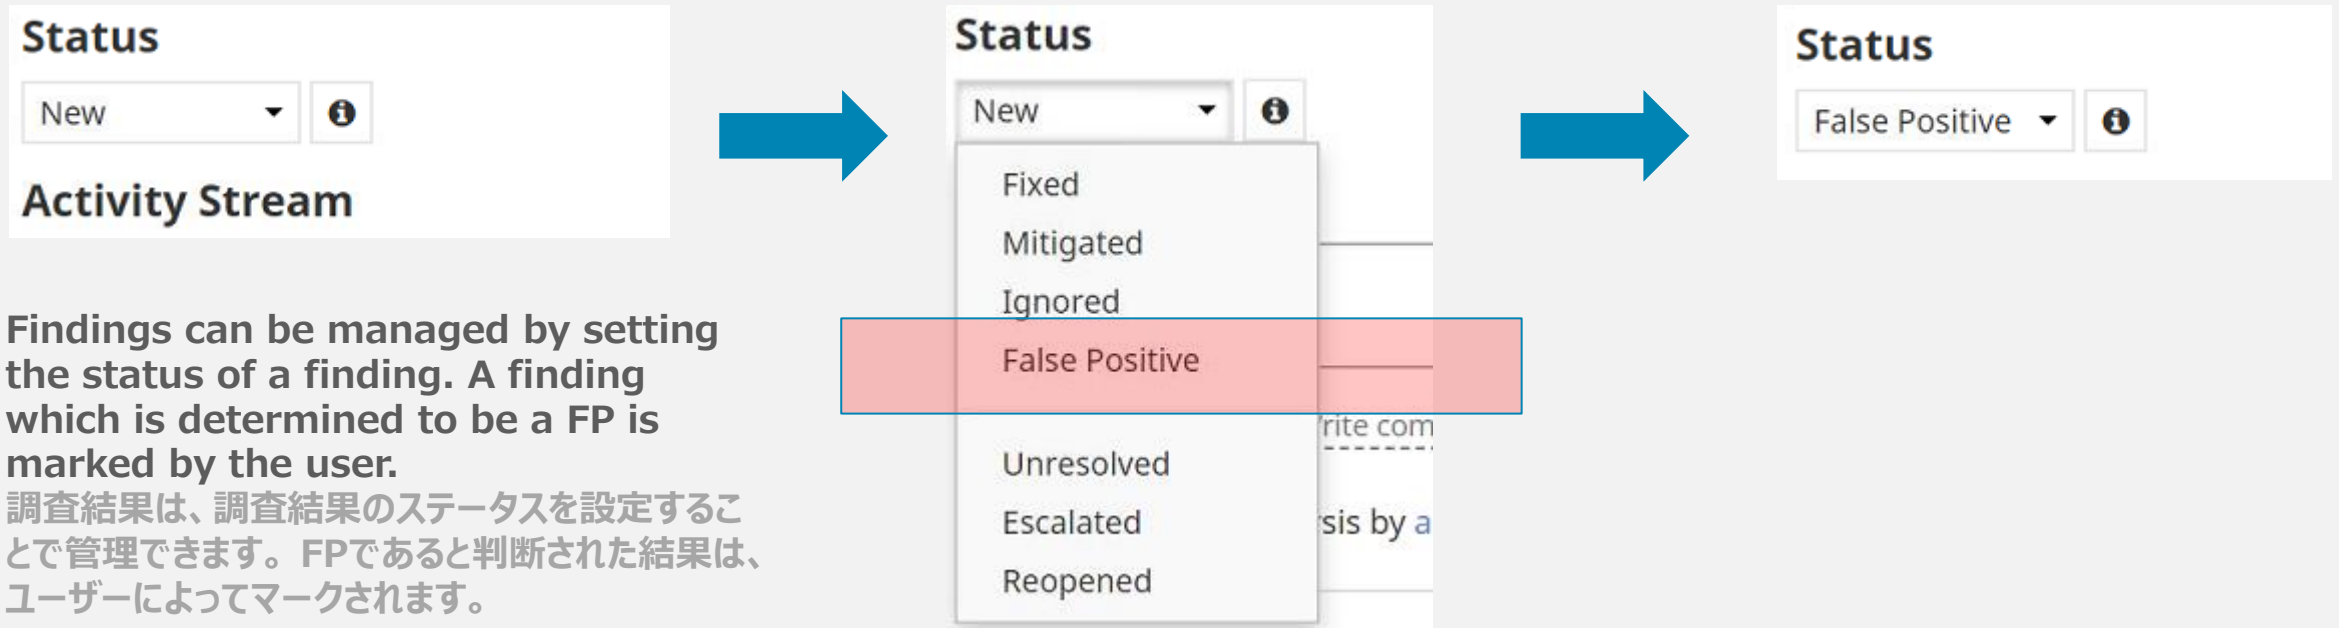 Status
New
Activity Stream
Findings can be managed by setting
the status of a finding. A finding
which is determined to be a FP is
marked by the user.
調査結果は、調査結果のステータスを設定するこ
とで管理できます。FPであると判断された結果は、
ユーザーによってマークされます。
Status
New
Fixed
Mitigated
Ignored
False Positive
rite com
Unresolved
Escalated
sis by a
Reopened
Status
False Positive